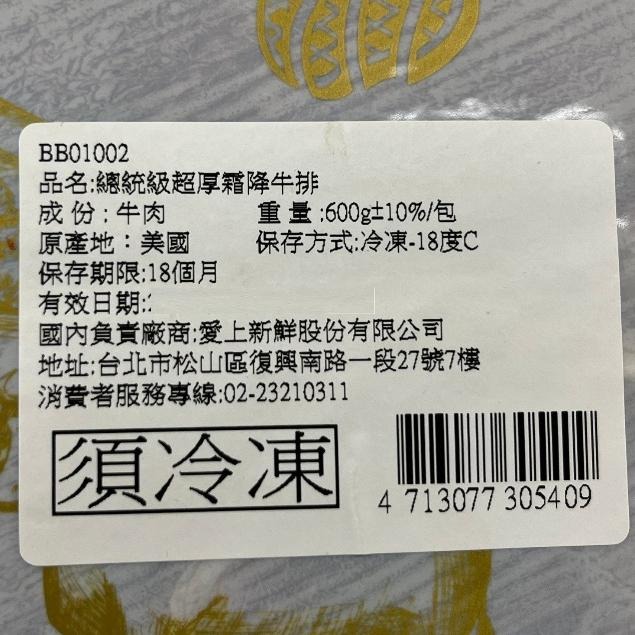 BB01002
品名:總統級超厚霜降牛排
成 份 : 牛肉 重 量 :600g±10%/包
原產地：美國 保存方式:冷凍-18度C
保存期限:18個月
有效日期:
國內負責廠商:愛上新鮮股份有限公司
地址:台北市松山區復興南路一段27號7樓
消費者服務專線:02-23210311
須冷凍
4 713077 305409